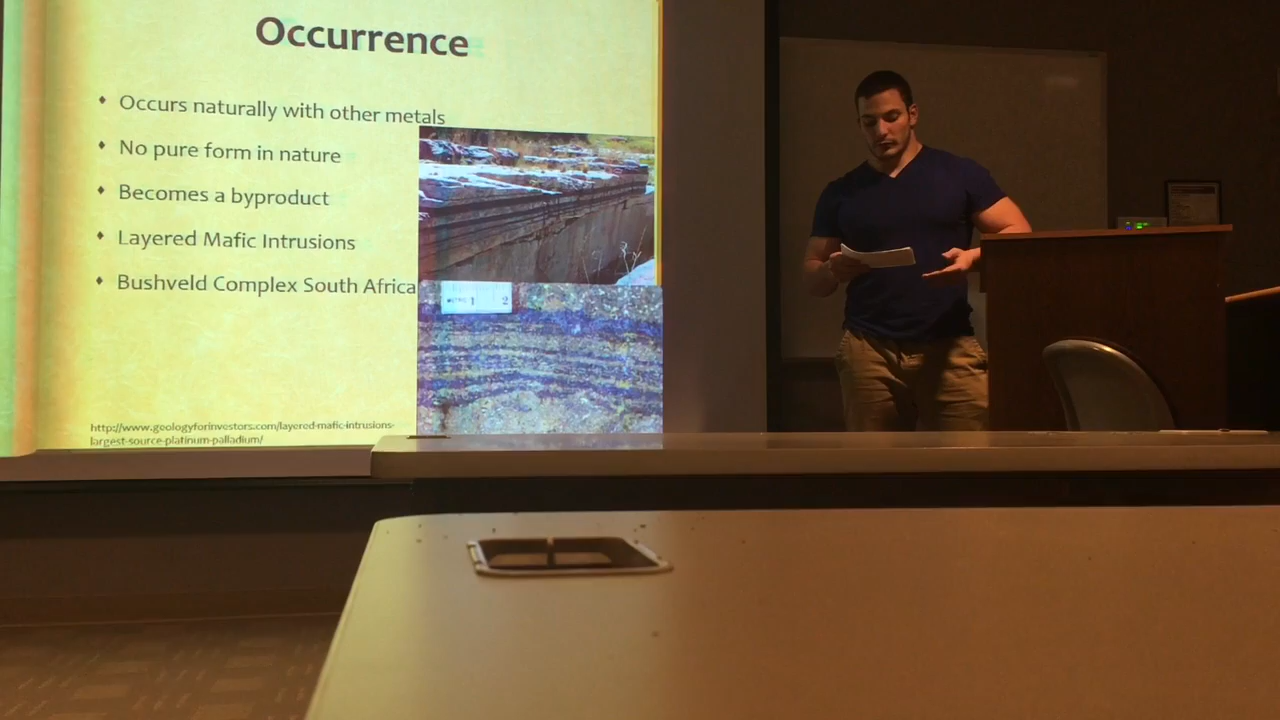 Occurrence
Occurs naturally with other metals
No pure form in nature
Becomes a byproduct
Layered Mafic Intrusions
Bushveld Complex South Africa
METRIC 1 2
http://www.geologyforinvestors.com/layered-mafic-intrusions-
largest-source-platinum-palladium/